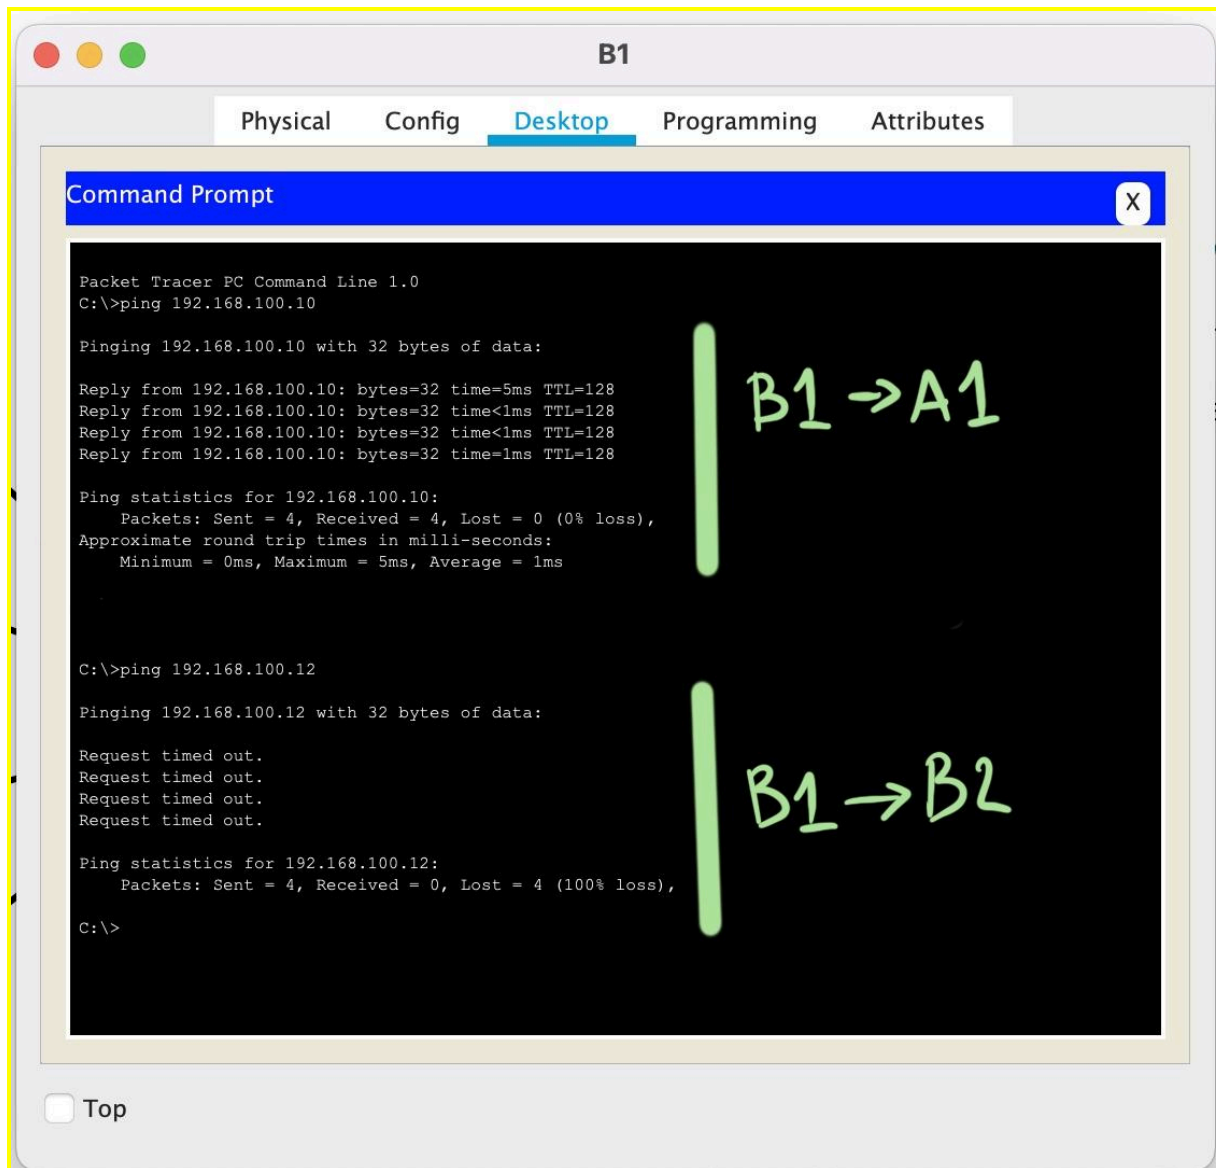 B1
Physical Config Desktop Programming Attributes
Command Prompt
X
Packet Tracer PC Command Line 1.0
C:\>ping 192.168.100.10
Pinging 192.168.100.10 with 32 bytes of data:
Reply from 192.168.100.10: bytes=32 time=5ms TTL=128
Reply from 192.168.100.10: bytes=32 time<1ms TTL=128
Reply from 192.168.100.10: bytes=32 time<1ms TTL=128
Reply from 192.168.100.10: bytes=32 time=1ms TTL=128
B1 → A1
Ping statistics for 192.168.100.10:
Packets: Sent = 4, Received = 4, Lost = 0 (0% loss),
Approximate round trip times in milli-seconds:
Minimum = 0ms, Maximum = 5ms, Average = 1ms
C:\>ping 192.168.100.12
Pinging 192.168.100.12 with 32 bytes of data:
Request timed out.
Request timed out.
Request timed out.
Request timed out.
B1 → B2
Ping statistics for 192.168.100.12:
Packets: Sent = 4, Received = 0, Lost = 4 (100% loss),
C:\>
Top